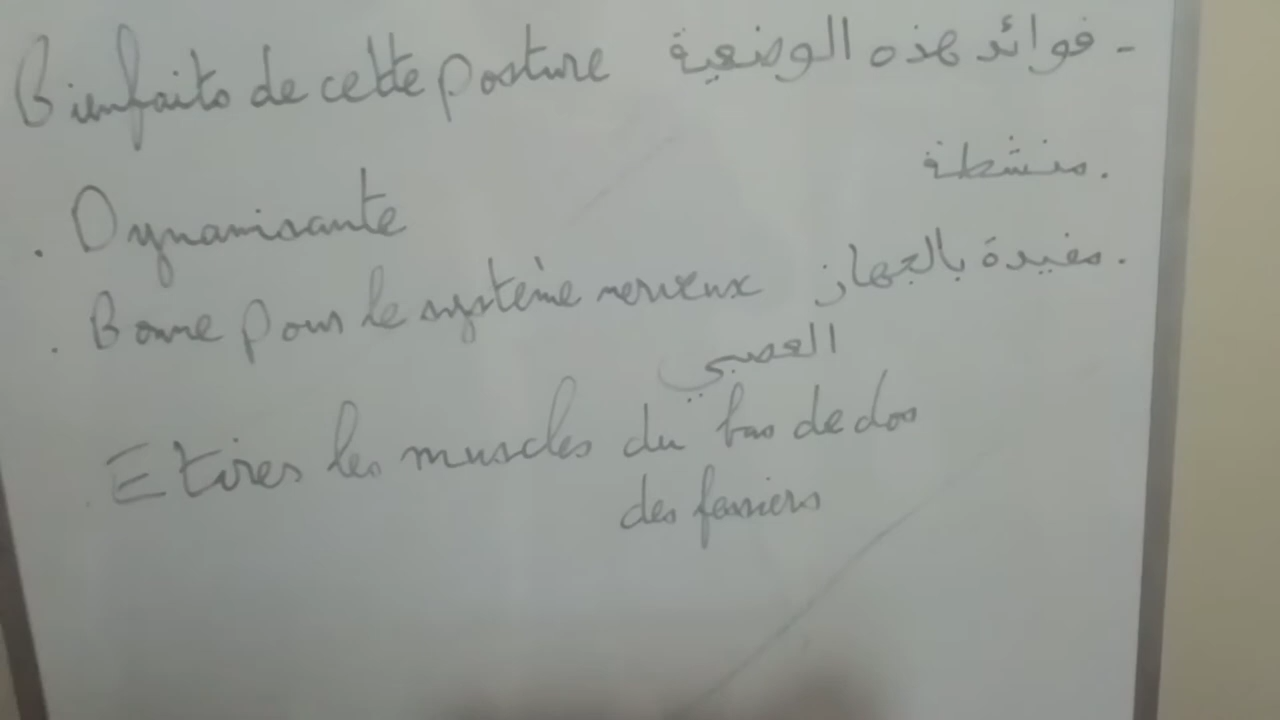 Bienfaits de cette posture - فوائد هذه الوضعية
. Dynamisante . منشطة
. Bonne pour le système nerveux . مفيدة بالجهاز
العصبي
. Etires les muscles du bas de dos
des fessiers